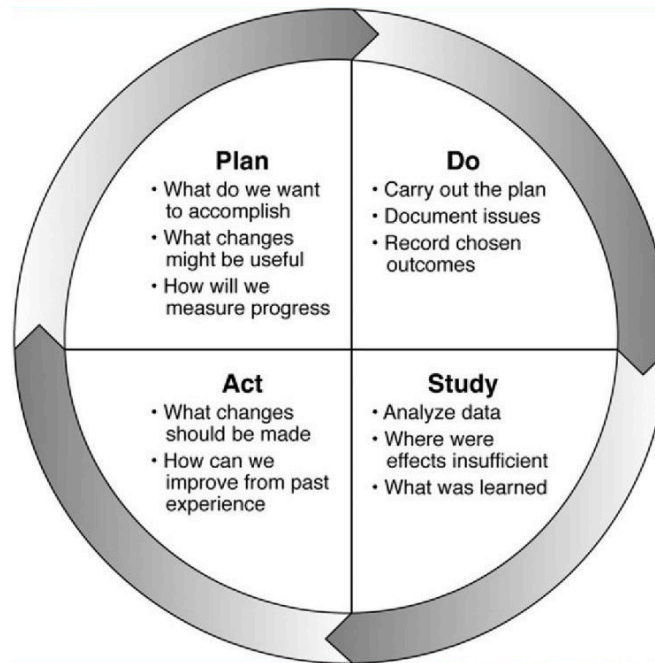 Plan
• What do we want
to accomplish
• What changes
might be useful
• How will we
measure progress
Do
• Carry out the plan
• Document issues
• Record chosen
outcomes
Act
• What changes
should be made
• How can we
improve from past
experience
Study
• Analyze data
• Where were
effects insufficient
• What was learned